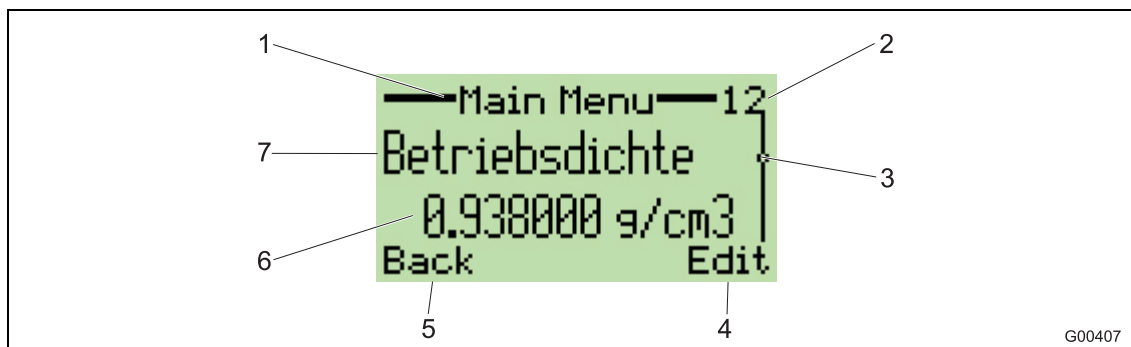 1
2
Main Menu 12
7
Betriebsdichte
3
6
0.938000 g/cm3
Back Edit
5
4
G00407